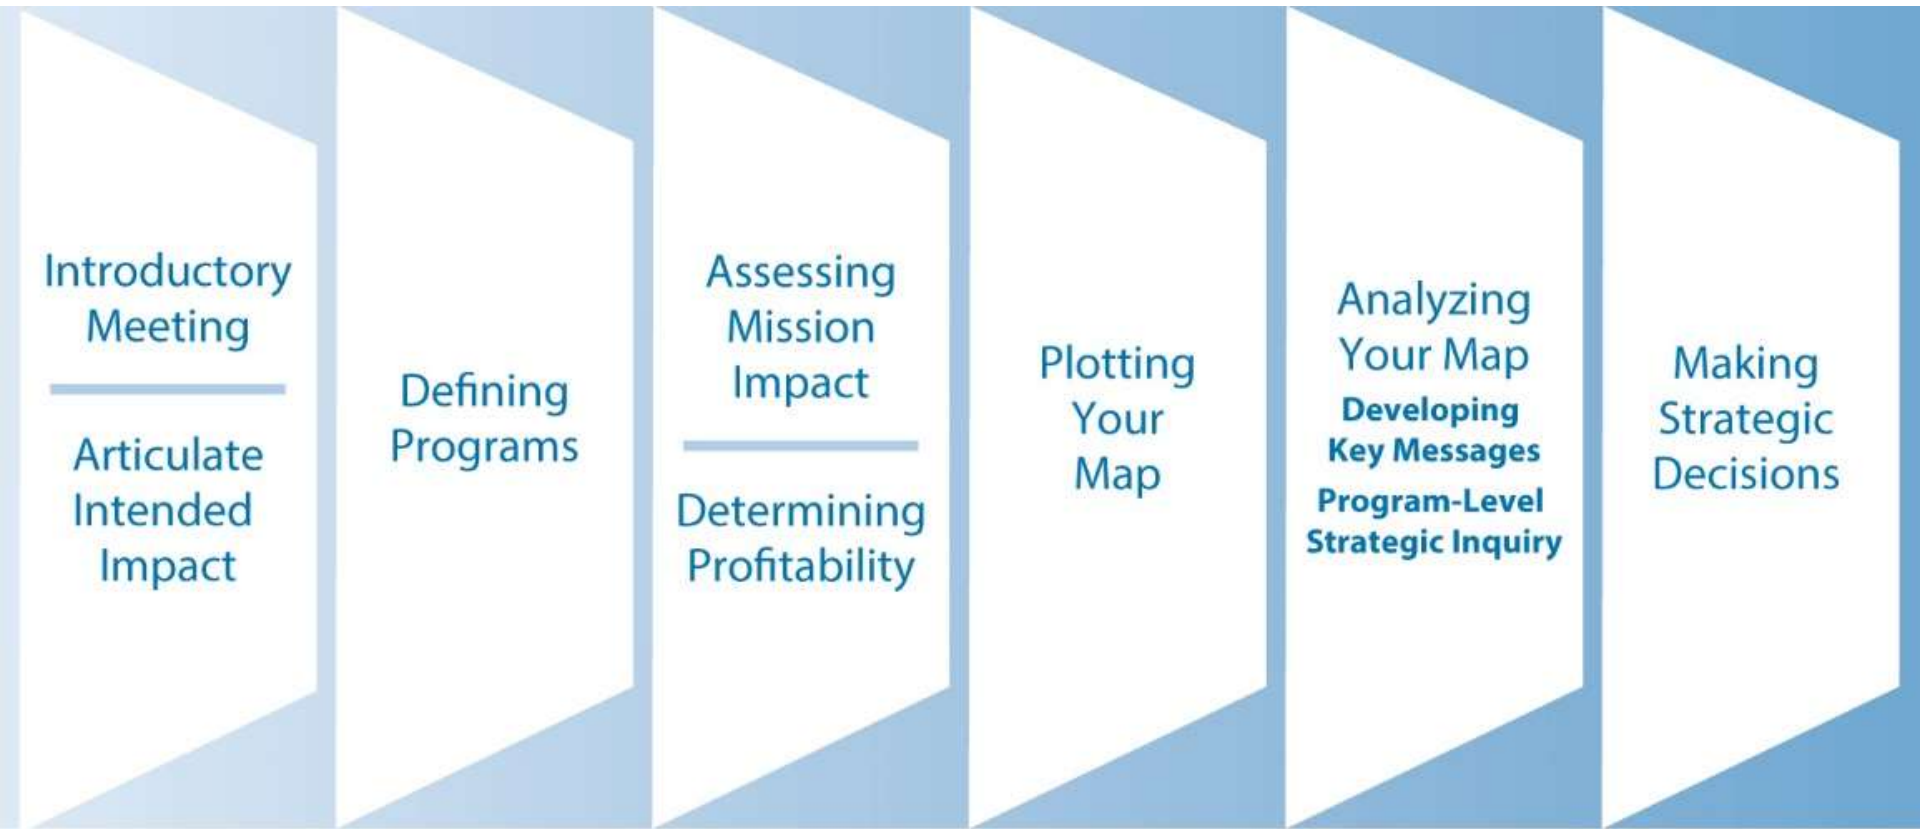 Introductory
Meeting
Articulate
Intended
Impact
Defining
Programs
Assessing
Mission
Impact
Determining
Profitability
Plotting
Your
Map
Analyzing
Your Map
Developing
Key Messages
Program-Level
Strategic Inquiry
Making
Strategic
Decisions